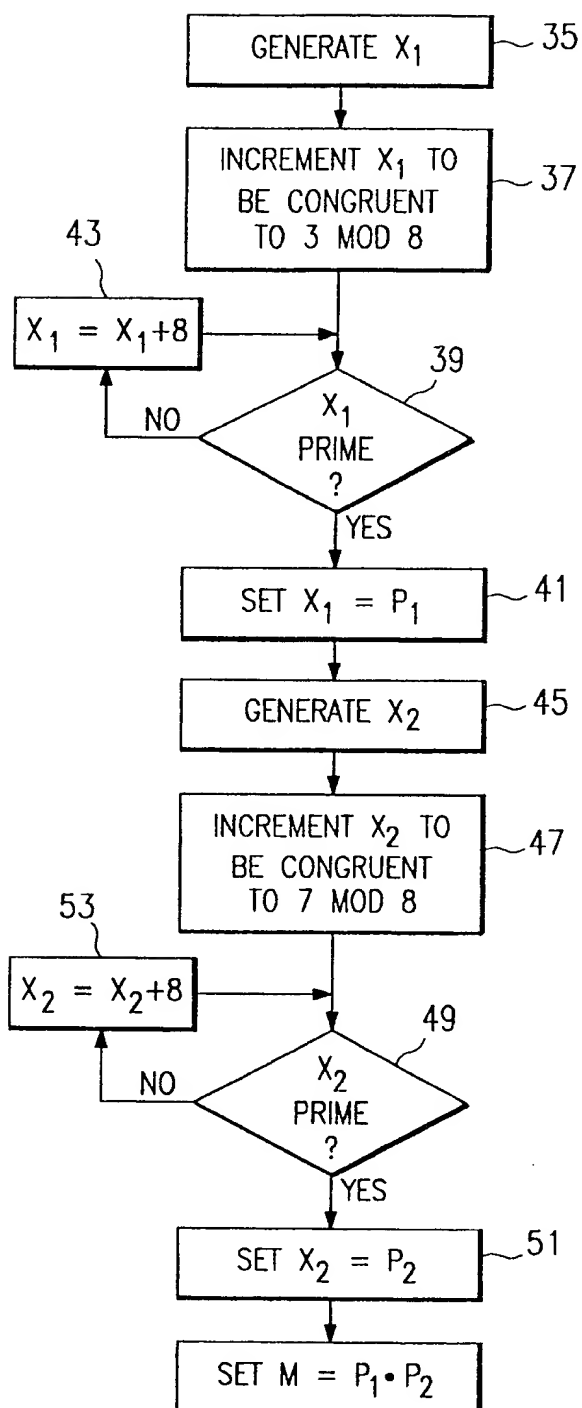 GENERATE X₁
35
INCREMENT X₁ TO
BE CONGRUENT
TO 3 MOD 8
37
43
X₁ = X₁+8
39
X₁
PRIME
?
NO
YES
SET X₁ = P₁
41
GENERATE X₂
45
INCREMENT X₂ TO
BE CONGRUENT
TO 7 MOD 8
47
53
X₂ = X₂+8
49
X₂
PRIME
?
NO
YES
SET X₂ = P₂
51
SET M = P₁•P₂